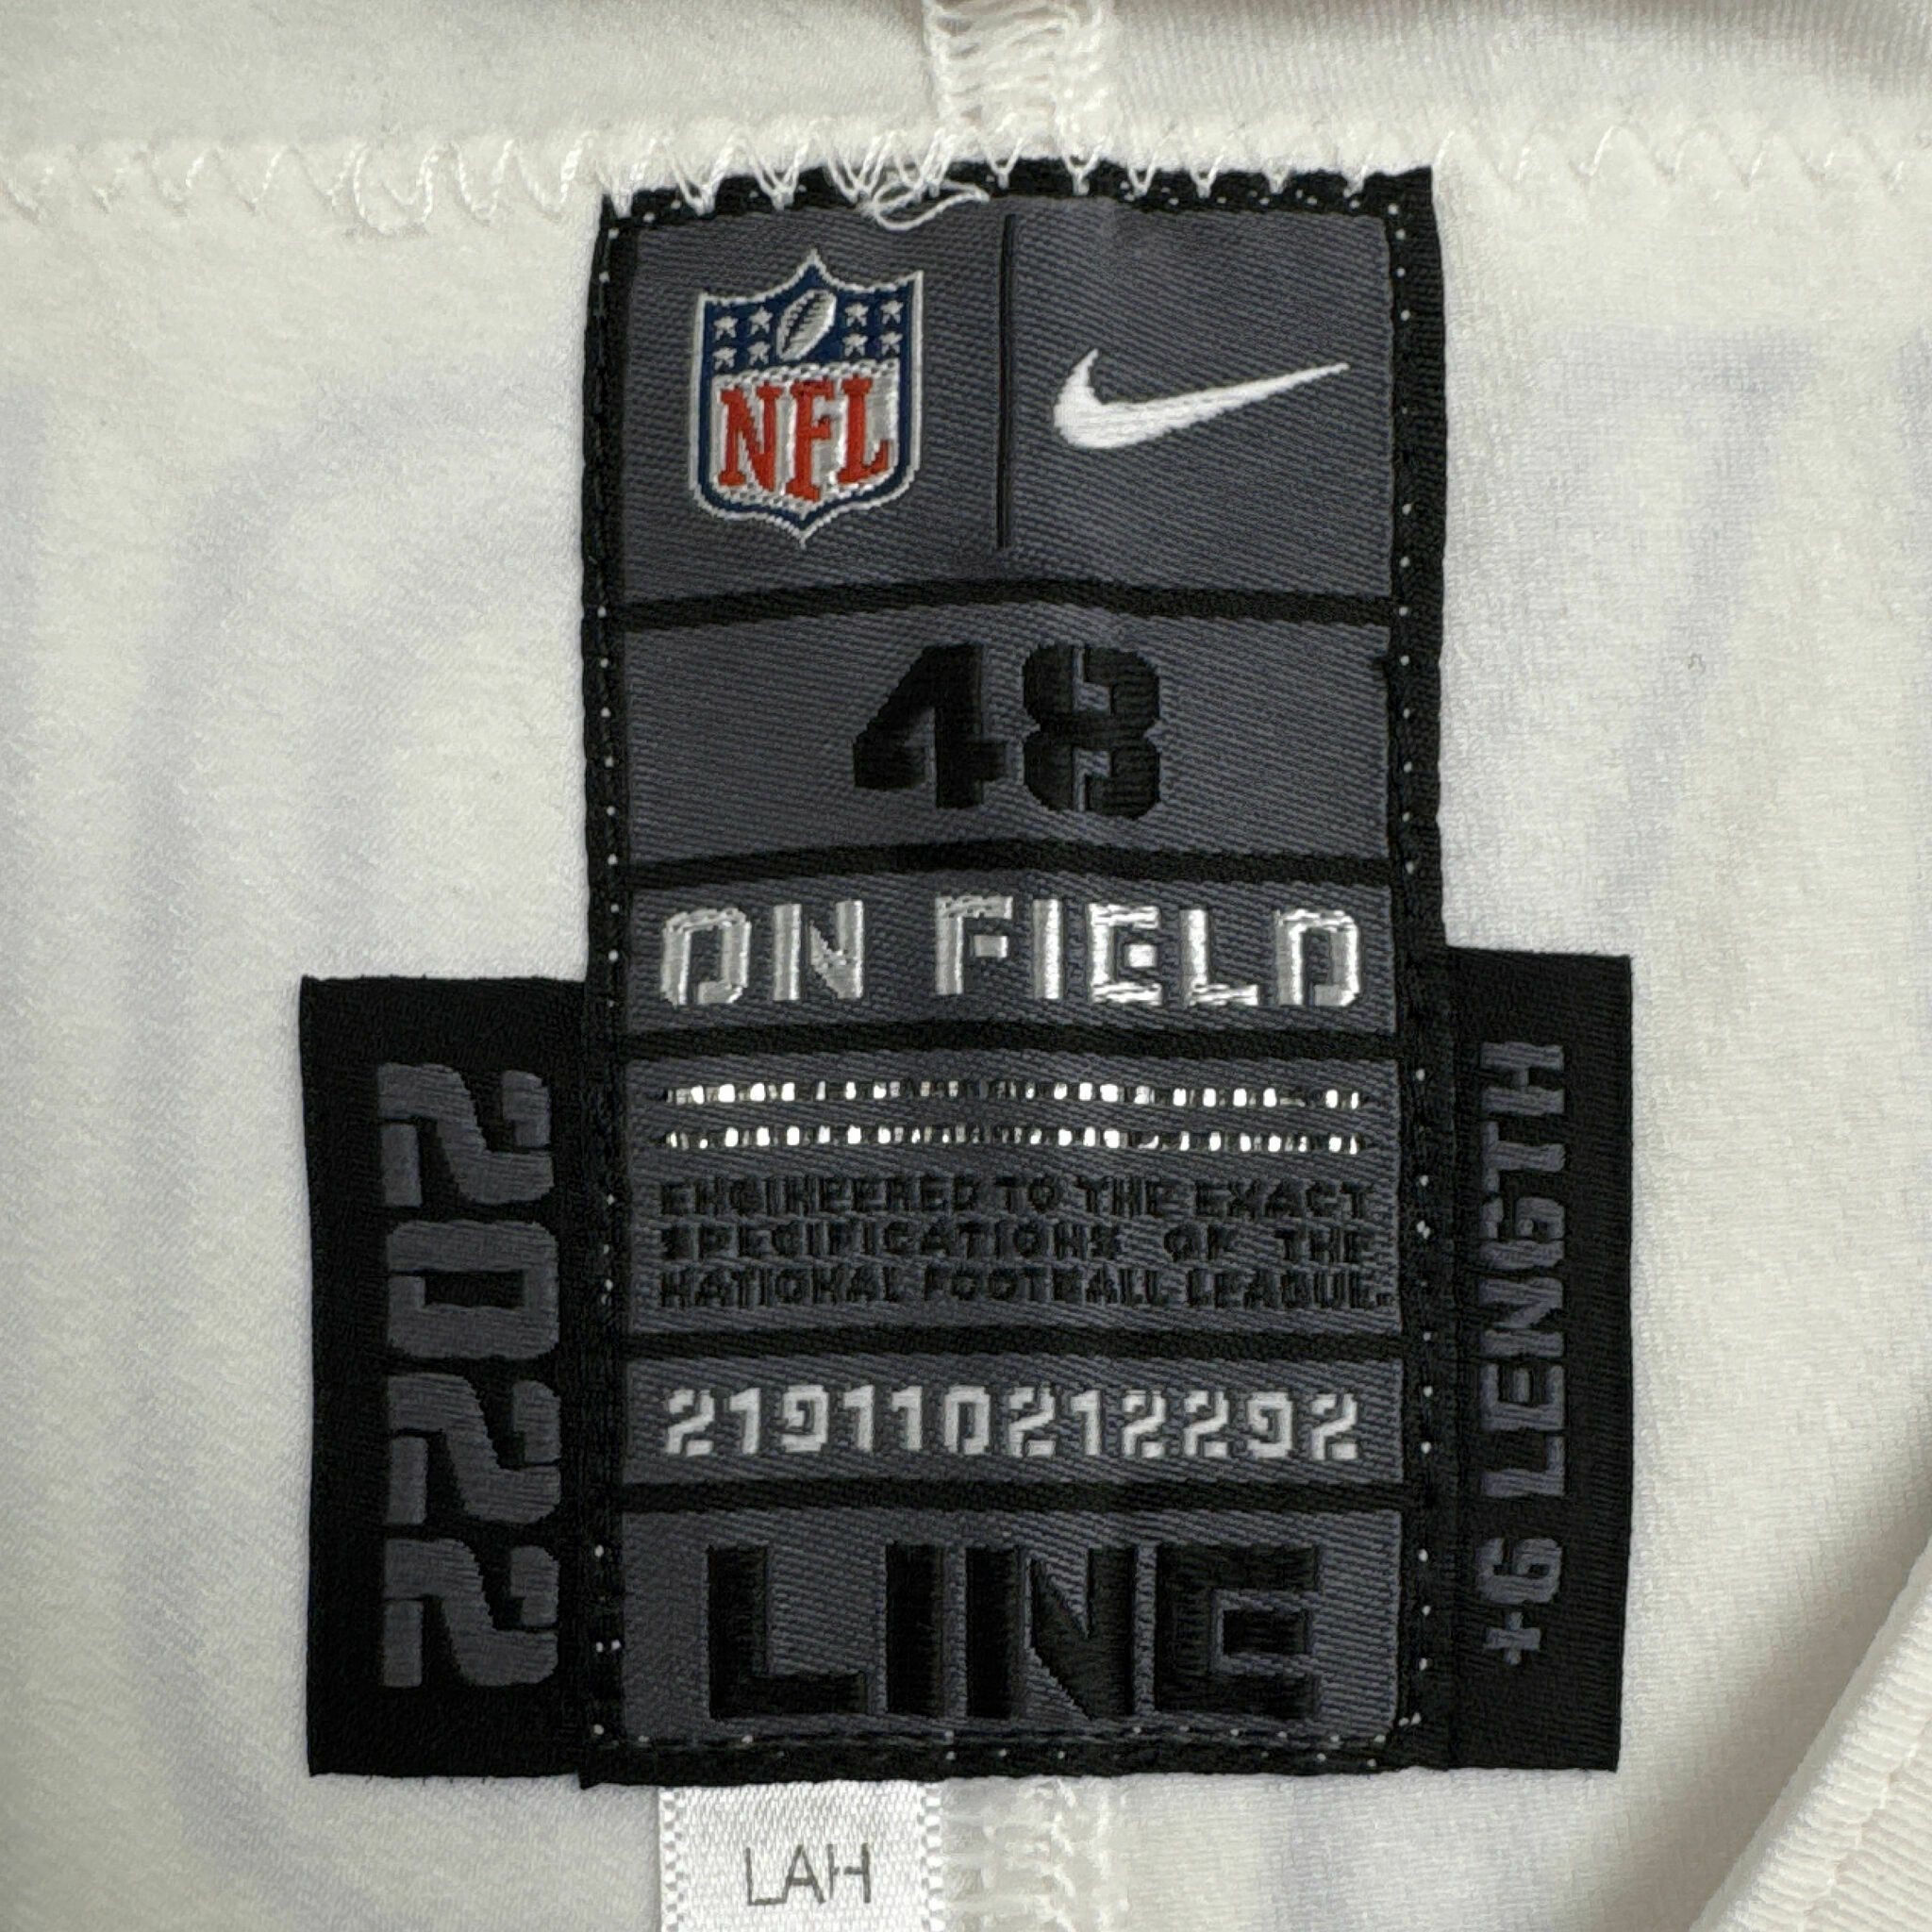 NFL
48
ON FIELD
ENGINEERED TO THE EXACT
SPECIFICATIONS OF THE
NATIONAL FOOTBALL LEAGUE.
219110212292
LINE
2022
+6 LENGTH
LAH